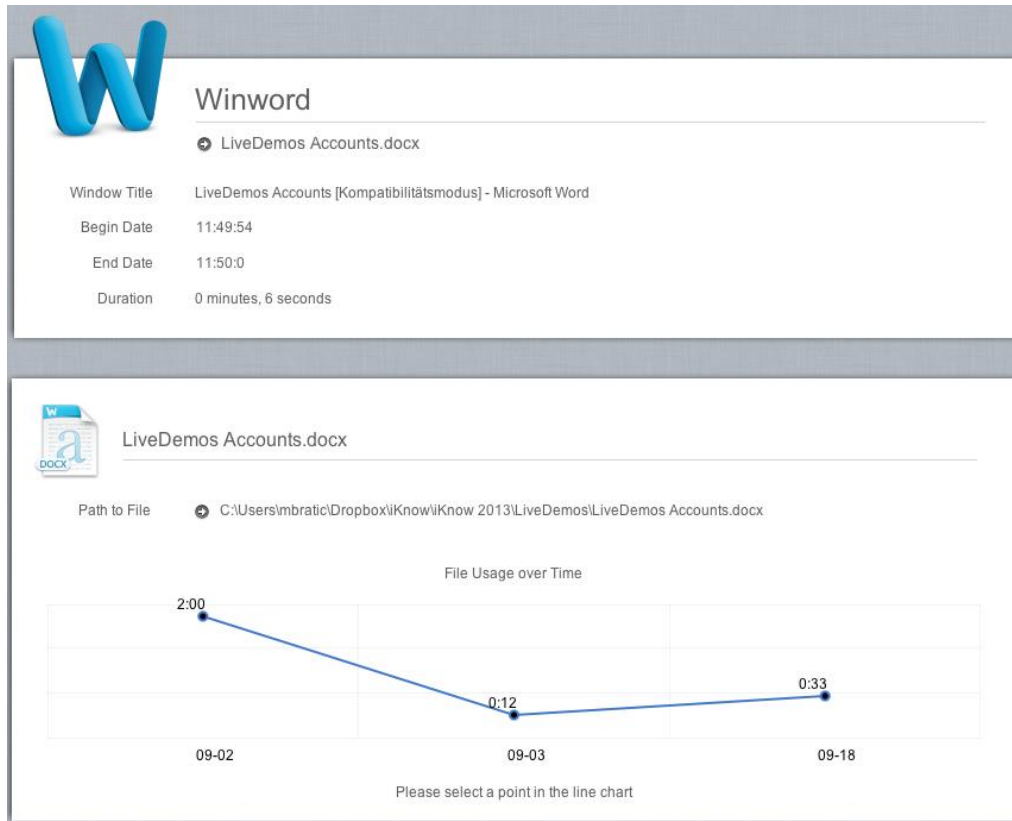 Winword
LiveDemos Accounts.docx
Window Title LiveDemos Accounts [Kompatibilitätsmodus] - Microsoft Word
Begin Date 11:49:54
End Date 11:50:0
Duration 0 minutes, 6 seconds
W
DOCX
LiveDemos Accounts.docx
Path to File C:\Users\mbratic\Dropbox\iKnow\iKnow 2013\LiveDemos\LiveDemos Accounts.docx
File Usage over Time
2:00
0:12
0:33
09-02 09-03 09-18
Please select a point in the line chart